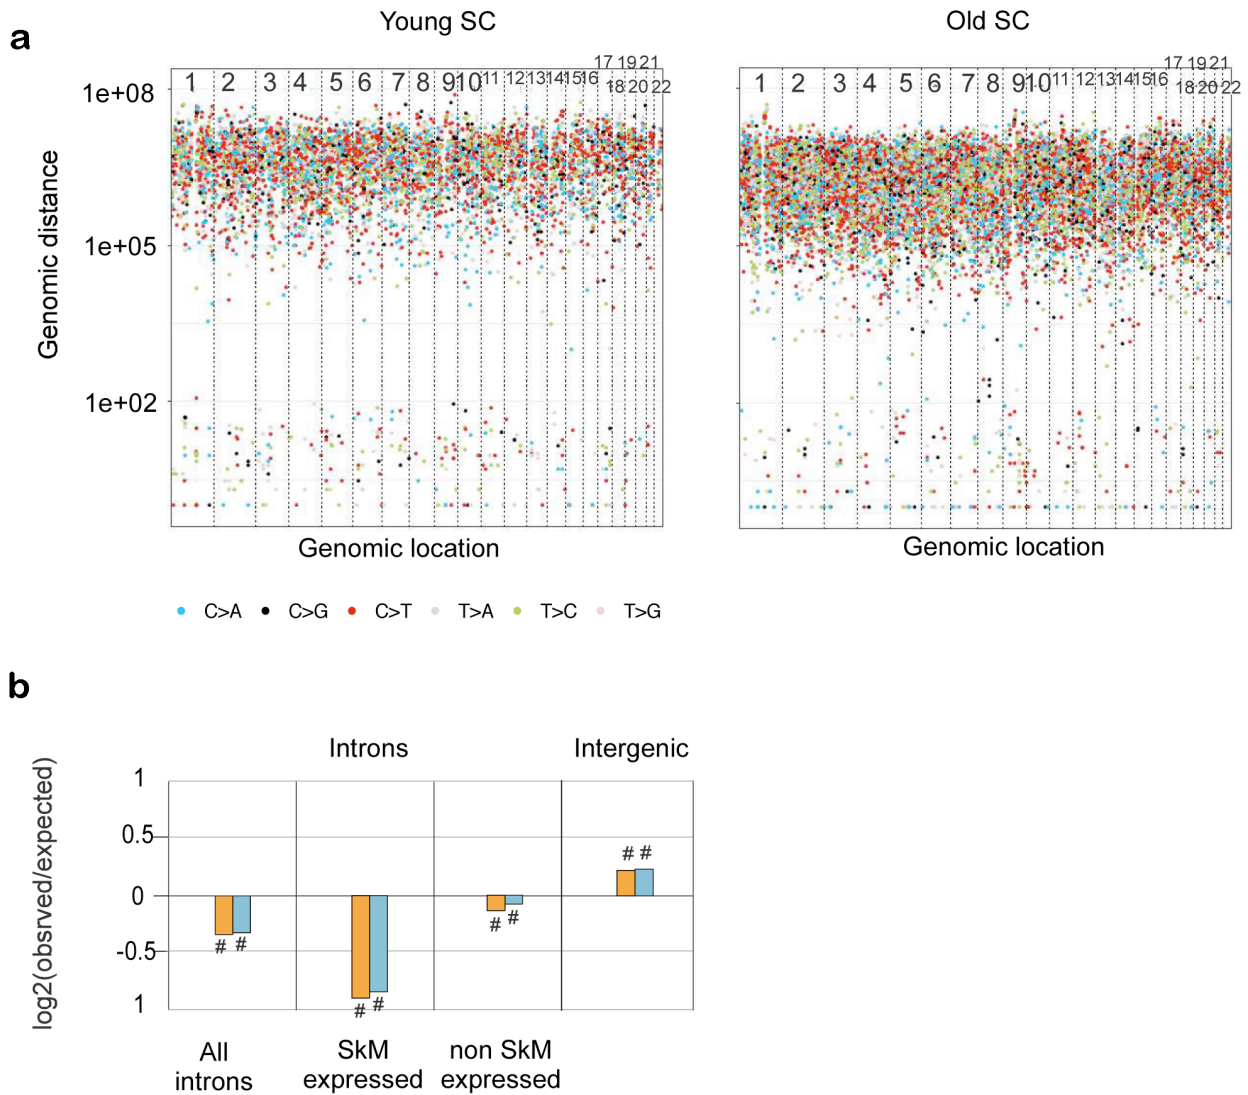 a
Young SC
Old SC
17 19 21
1 2 3 4 5 6 7 8 9 10 11 12 13 14 15 16
18 20 22
17 19 21
1 2 3 4 5 6 7 8 9 10 11 12 13 14 15 16
18 20 22
Genomic distance
1e+08
1e+05
1e+02
Genomic location
Genomic location
C>A C>G C>T T>A T>C T>G
b
Introns
Intergenic
log2(obsrved/expected)
1
0.5
0
-0.5
1
# #
# #
# #
# #
All
introns
SkM
expressed
non SkM
expressed